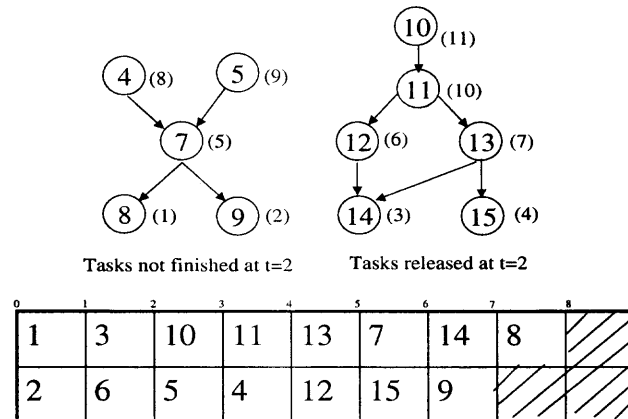 10 (11)
4 (8) 5 (9)
11 (10)
7 (5) 12 (6) 13 (7)
8 (1) 9 (2) 14 (3) 15 (4)
Tasks not finished at t=2 Tasks released at t=2
0 1 2 3 4 5 6 7 8
1 3 10 11 13 7 14 8
2 6 5 4 12 15 9